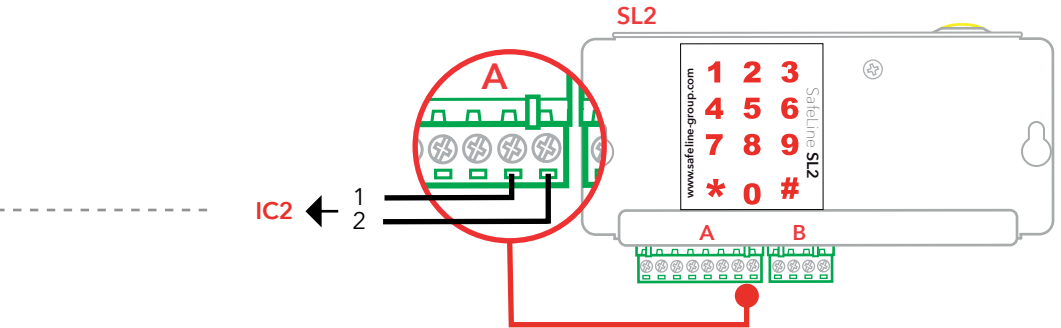 SL2
A
1 2 3
4 5 6
7 8 9
* 0 #
www.safeline-group.com
SafeLine SL2
IC2
1
2
A
B